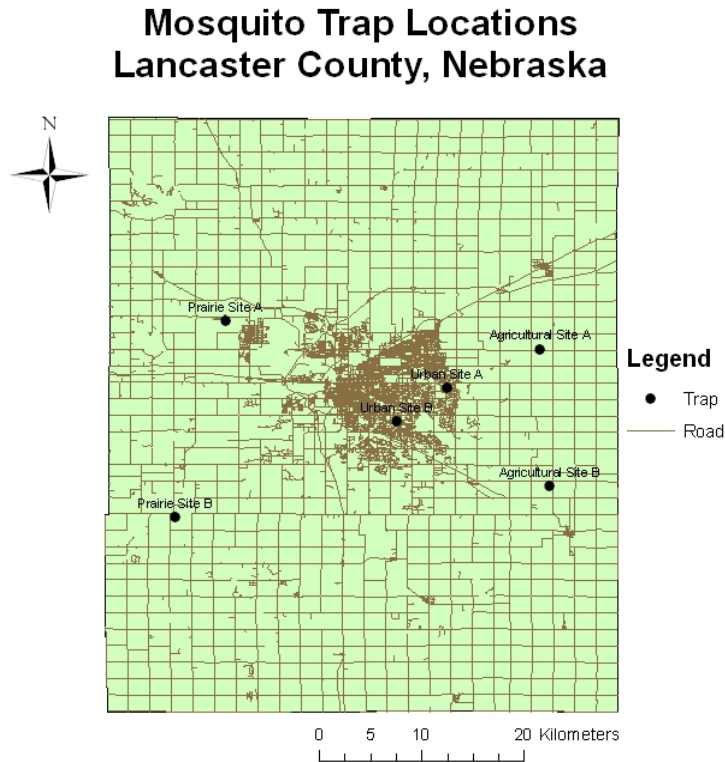 Mosquito Trap Locations
Lancaster County, Nebraska
N
Prairie Site A
Agricultural Site A
Urban Site A
Urban Site B
Agricultural Site B
Prairie Site B
Legend
Trap
Road
0 5 10 20 Kilometers